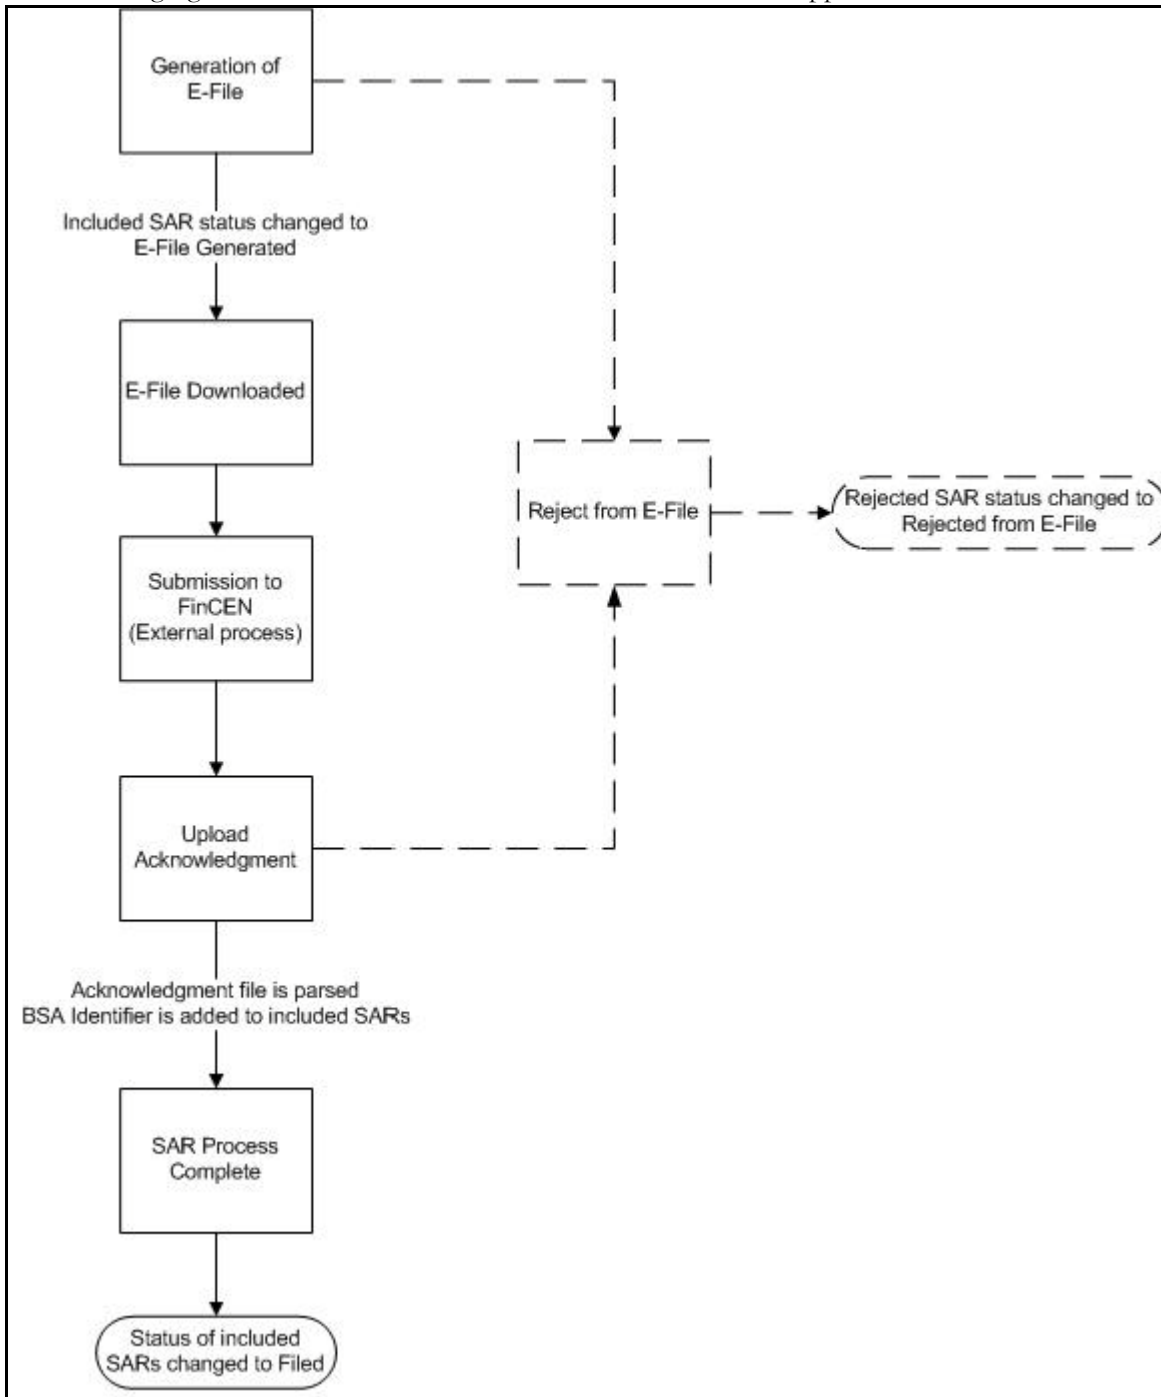 Generation of
E-File
Included SAR status changed to
E-File Generated
E-File Downloaded
Reject from E-File
Rejected SAR status changed to
Rejected from E-File
Submission to
FinCEN
(External process)
Upload
Acknowledgment
Acknowledgment file is parsed
BSA Identifier is added to included SARs
SAR Process
Complete
Status of included
SARs changed to Filed